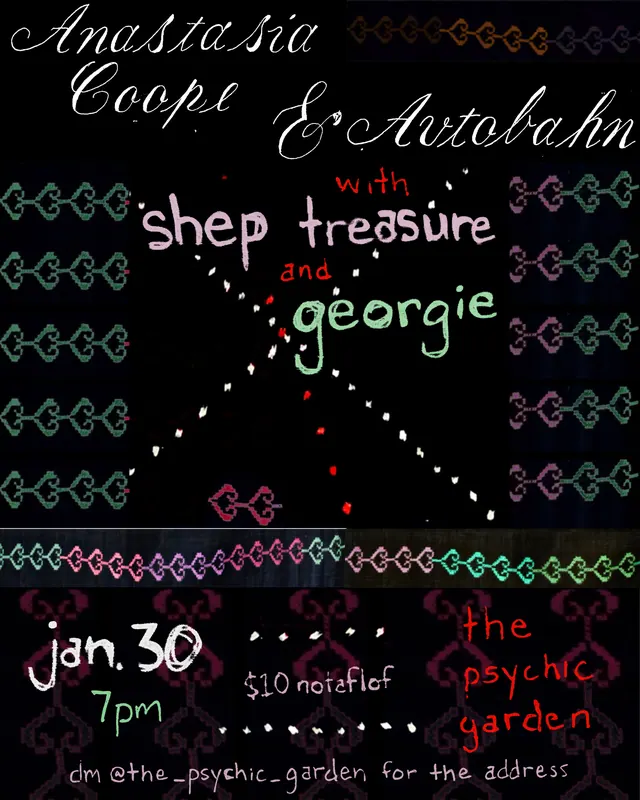 Anastasia
Coope
& Avtobahn
with
shep treasure
and
georgie
jan. 30
7pm
$10 notaflof
the
psychic
garden
dm @the_psychic_garden for the address